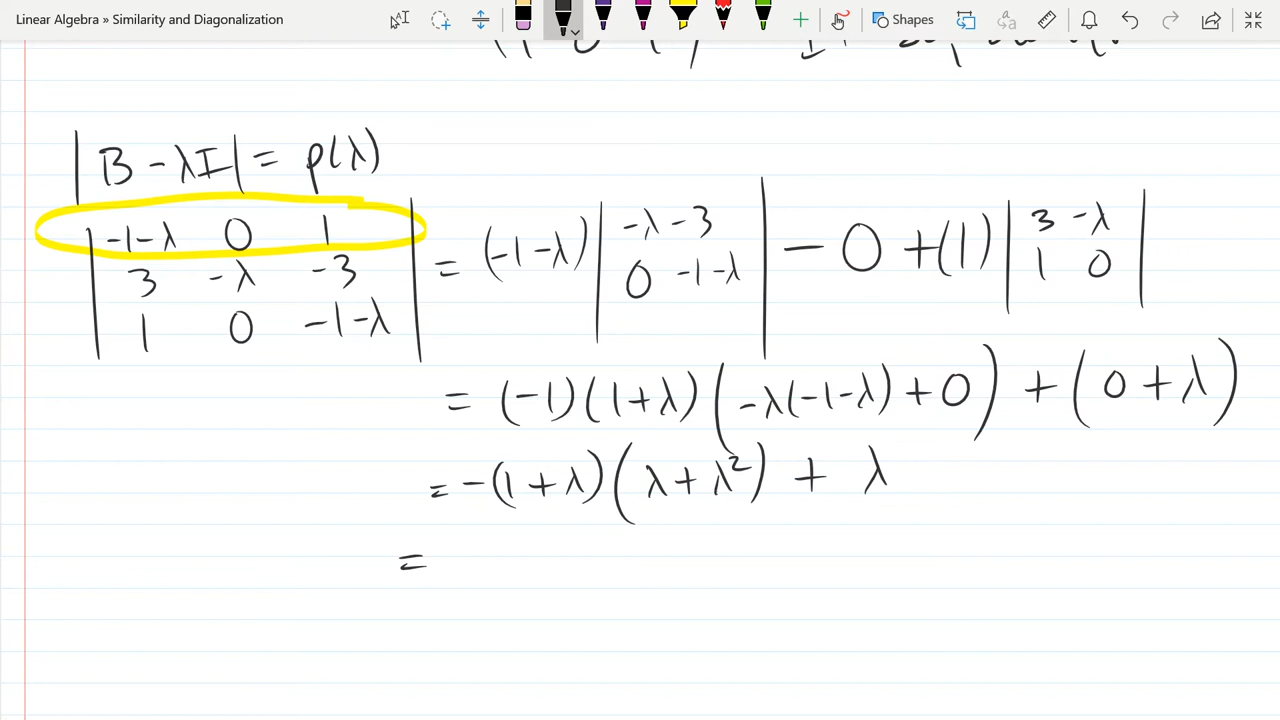 Linear Algebra » Similarity and Diagonalization
Shapes
|B - λI| = p(λ)
| -1-λ 0 1 |
| 3 -λ -3 |
| 1 0 -1-λ |
= (-1-λ) | -λ -3 | - 0 + (1) | 3 -λ |
| 0 -1-λ | | 1 0 |
= (-1)(1+λ)(-λ(-1-λ)+0) + (0+λ)
= -(1+λ)(λ+λ²) + λ
=